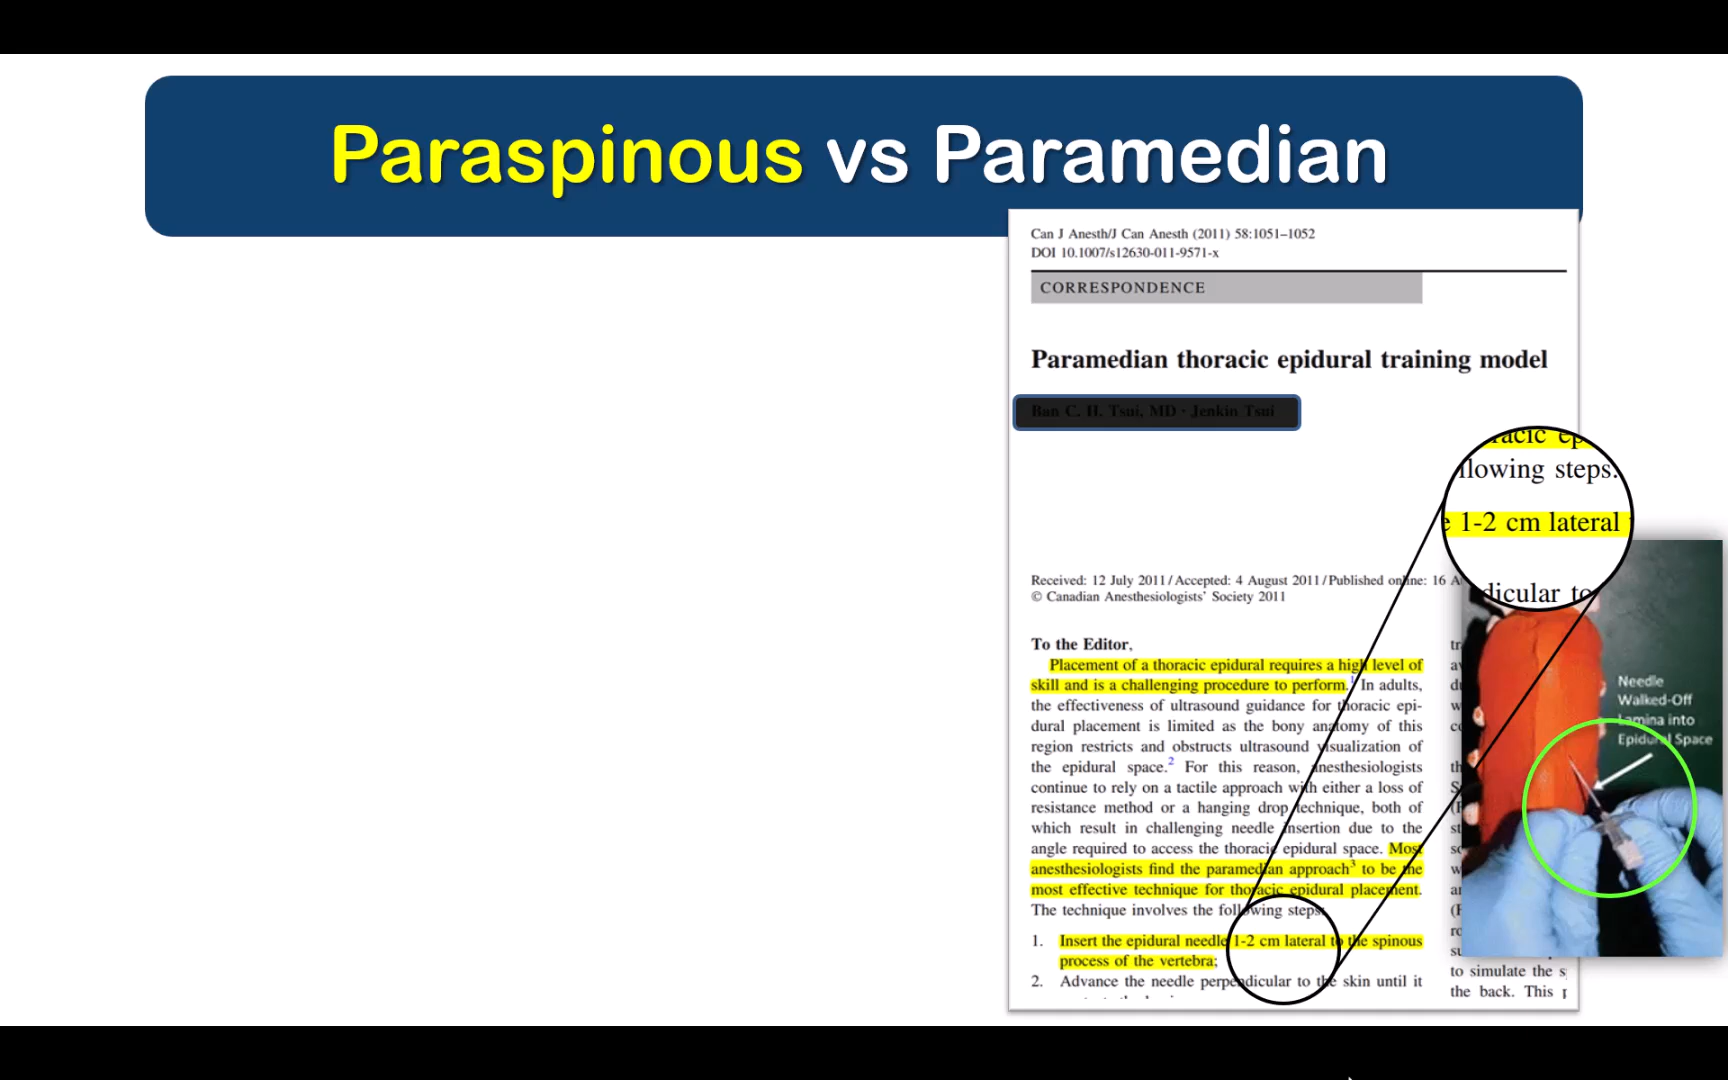 Paraspinous vs Paramedian
Can J Anesth/J Can Anesth (2011) 58:1051–1052
DOI 10.1007/s12630-011-9571-x
CORRESPONDENCE
Paramedian thoracic epidural training model
Ban C. H. Tsui, MD · Jenkin Tsui
Received: 12 July 2011 / Accepted: 4 August 2011 / Published online: 16 A
© Canadian Anesthesiologists' Society 2011
To the Editor,
Placement of a thoracic epidural requires a high level of
skill and is a challenging procedure to perform.1 In adults,
the effectiveness of ultrasound guidance for thoracic epi-
dural placement is limited as the bony anatomy of this
region restricts and obstructs ultrasound visualization of
the epidural space.2 For this reason, anesthesiologists
continue to rely on a tactile approach with either a loss of
resistance method or a hanging drop technique, both of
which result in challenging needle insertion due to the
angle required to access the thoracic epidural space. Most
anesthesiologists find the paramedian approach3 to be the
most effective technique for thoracic epidural placement.
The technique involves the following steps:
1. Insert the epidural needle 1-2 cm lateral to the spinous
process of the vertebra;
2. Advance the needle perpendicular to the skin until it
llowing steps.
e 1-2 cm lateral
dicular to
Needle
Walked-Off
Lamina into
Epidural Space
to simulate the s
the back. This